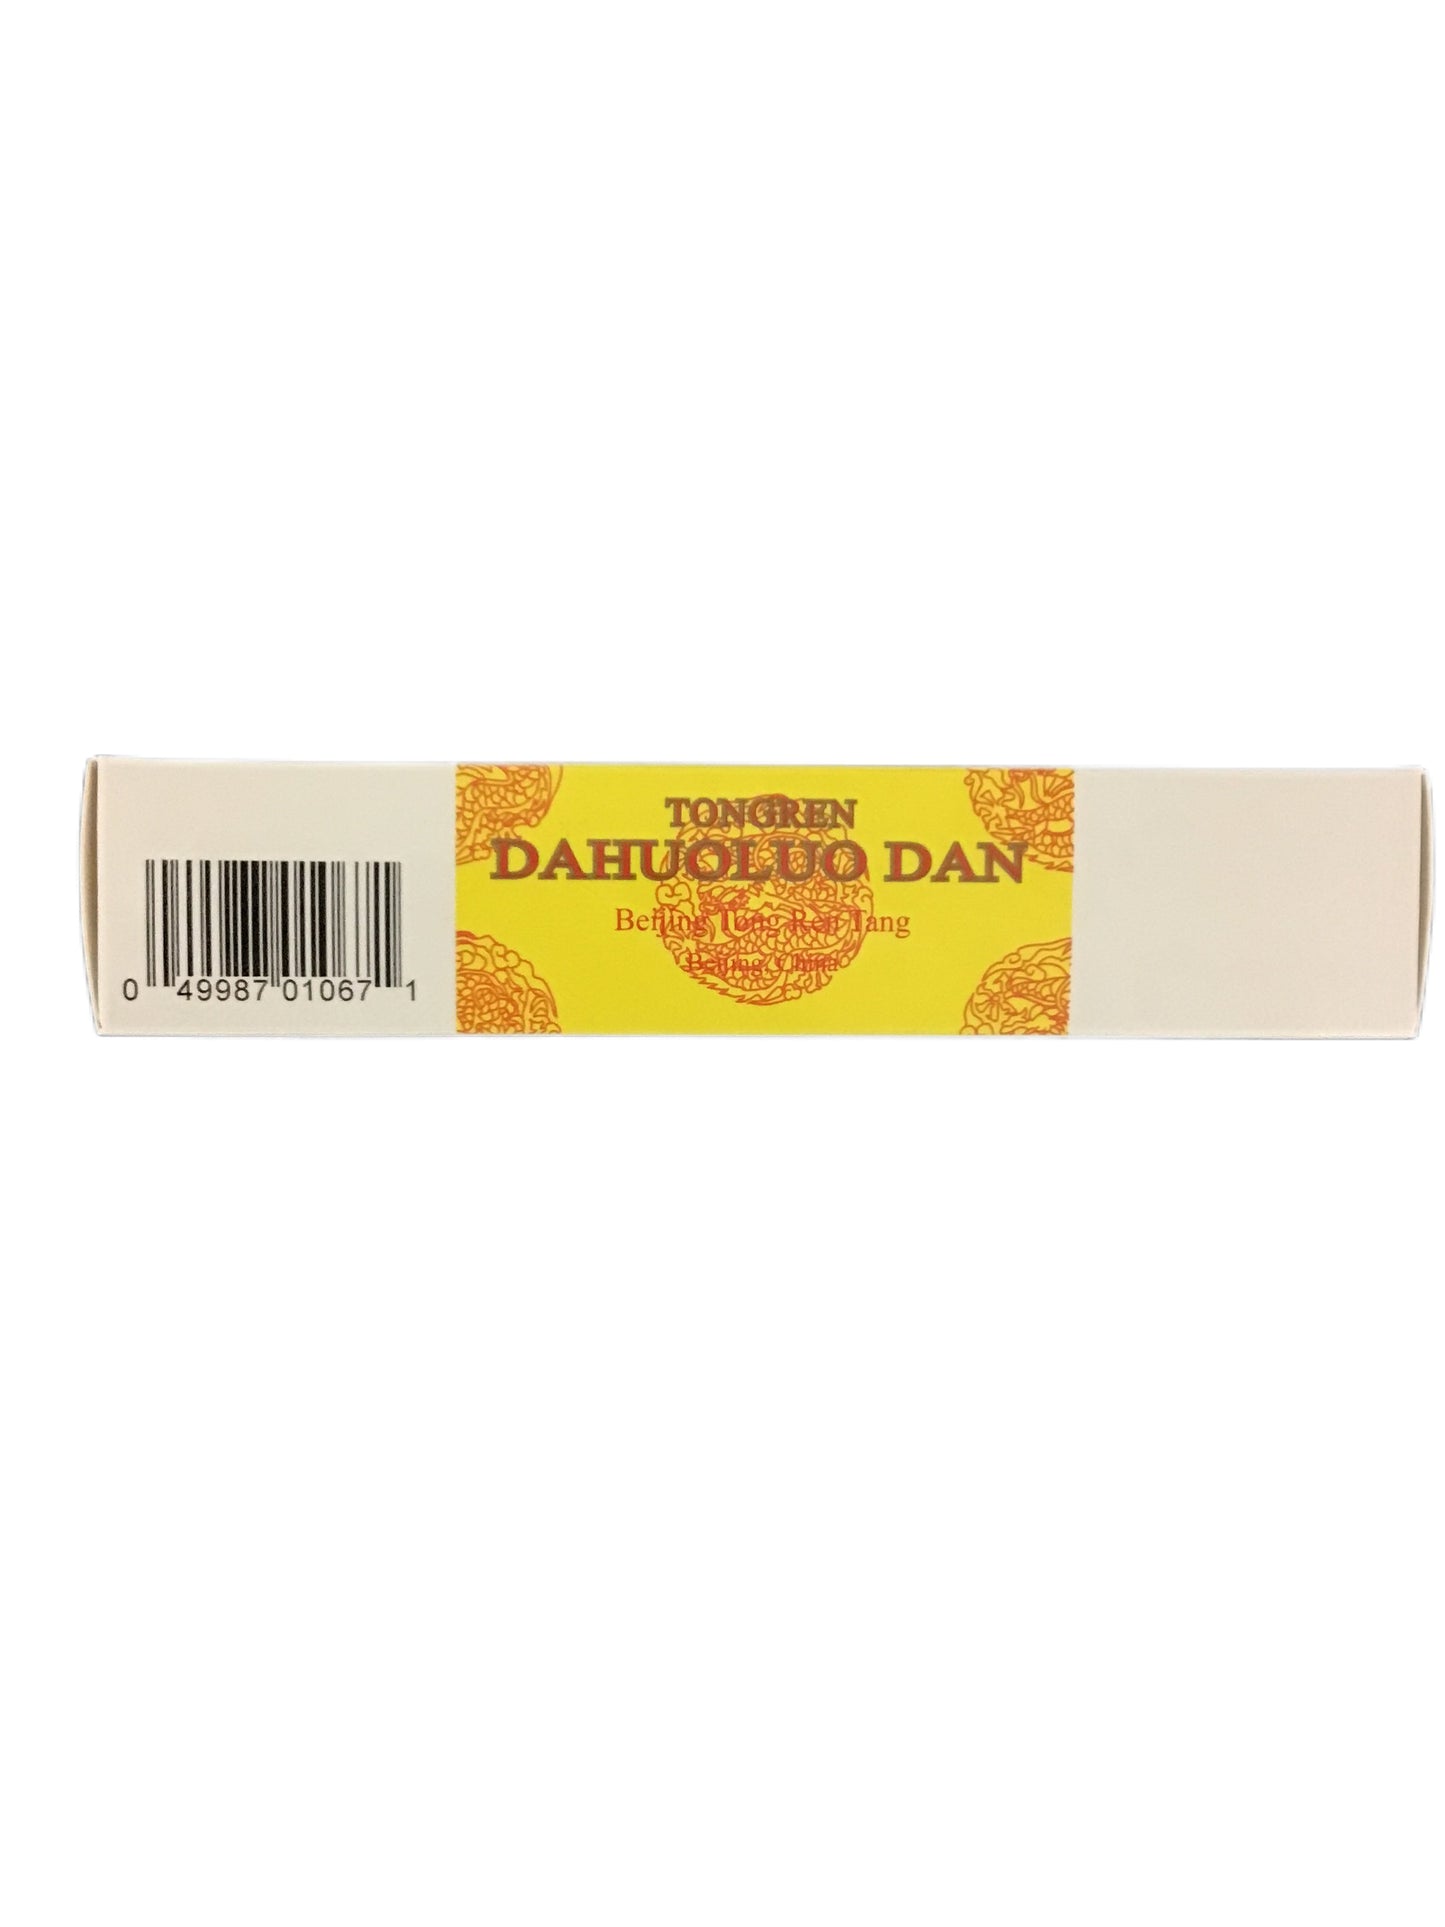 TONGREN
DAHUOLUO DAN
Beijing Tong Ren Tang
Beijing, China
0 49987 01067 1